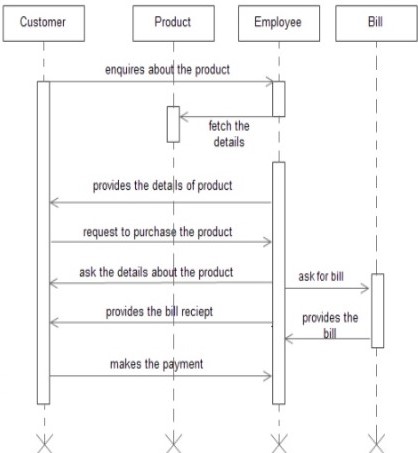 Customer
Product
Employee
Bill
enquires about the product
fetch the
details
provides the details of product
request to purchase the product
ask the details about the product
ask for bill
provides the bill reciept
provides the
bill
makes the payment